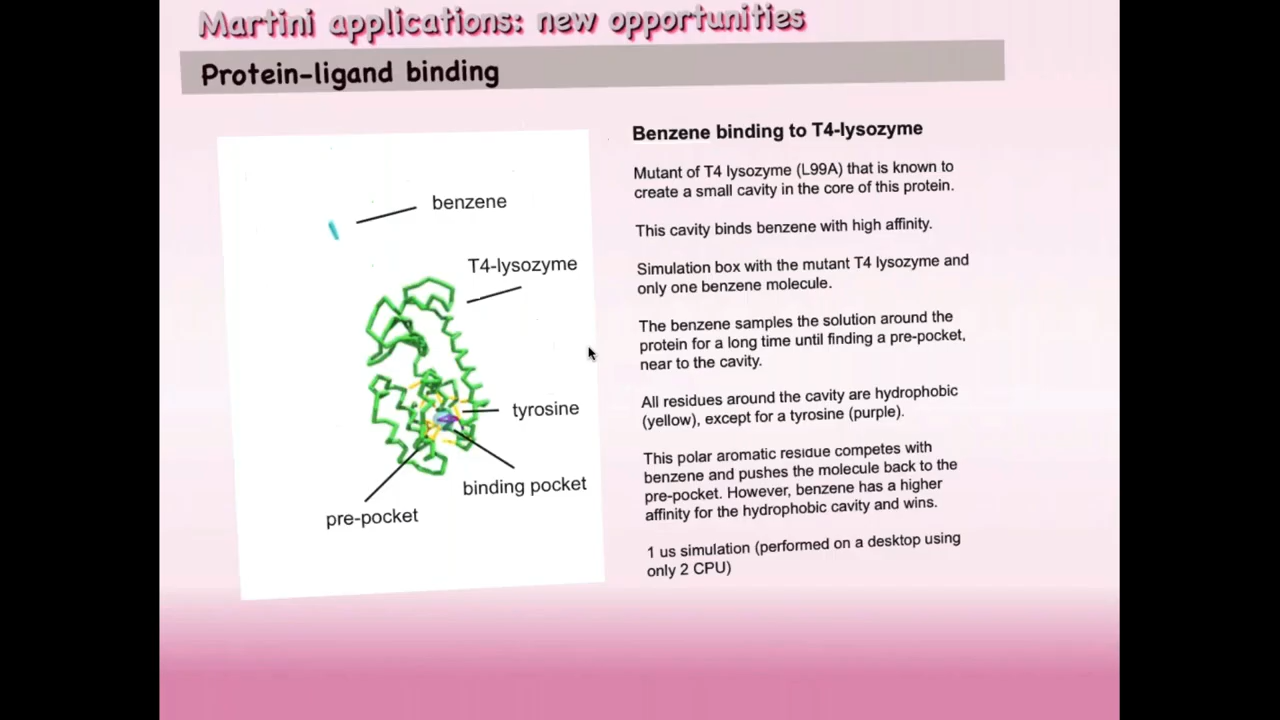 Martini applications: new opportunities
Protein-ligand binding
benzene
T4-lysozyme
tyrosine
binding pocket
pre-pocket
Benzene binding to T4-lysozyme
Mutant of T4 lysozyme (L99A) that is known to
create a small cavity in the core of this protein.
This cavity binds benzene with high affinity.
Simulation box with the mutant T4 lysozyme and
only one benzene molecule.
The benzene samples the solution around the
protein for a long time until finding a pre-pocket,
near to the cavity.
All residues around the cavity are hydrophobic
(yellow), except for a tyrosine (purple).
This polar aromatic residue competes with
benzene and pushes the molecule back to the
pre-pocket. However, benzene has a higher
affinity for the hydrophobic cavity and wins.
1 us simulation (performed on a desktop using
only 2 CPU)